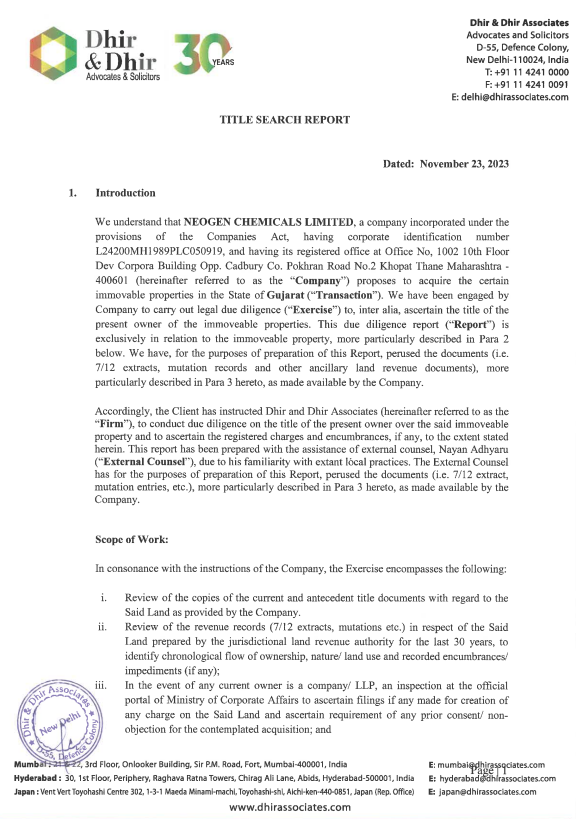 Dhir
& Dhir
Advocates & Solicitors
30 YEARS
Dhir & Dhir Associates
Advocates and Solicitors
D-55, Defence Colony,
New Delhi-110024, India
T: +91 11 4241 0000
F: +91 11 4241 0091
E: delhi@dhirassociates.com
TITLE SEARCH REPORT
Dated: November 23, 2023
1. Introduction
We understand that NEOGEN CHEMICALS LIMITED, a company incorporated under the
provisions of the Companies Act, having corporate identification number
L24200MH1989PLC050919, and having its registered office at Office No, 1002 10th Floor
Dev Corpora Building Opp. Cadbury Co. Pokhran Road No.2 Khopat Thane Maharashtra -
400601 (hereinafter referred to as the “Company”) proposes to acquire the certain
immovable properties in the State of Gujarat (“Transaction”). We have been engaged by
Company to carry out legal due diligence (“Exercise”) to, inter alia, ascertain the title of the
present owner of the immoveable properties. This due diligence report (“Report”) is
exclusively in relation to the immoveable property, more particularly described in Para 2
below. We have, for the purposes of preparation of this Report, perused the documents (i.e.
7/12 extracts, mutation records and other ancillary land revenue documents), more
particularly described in Para 3 hereto, as made available by the Company.
Accordingly, the Client has instructed Dhir and Dhir Associates (hereinafter referred to as the
“Firm”), to conduct due diligence on the title of the present owner over the said immoveable
property and to ascertain the registered charges and encumbrances, if any, to the extent stated
herein. This report has been prepared with the assistance of external counsel, Nayan Adhyaru
(“External Counsel”), due to his familiarity with extant local practices. The External Counsel
has for the purposes of preparation of this Report, perused the documents (i.e. 7/12 extract,
mutation entries, etc.), more particularly described in Para 3 hereto, as made available by the
Company.
Scope of Work:
In consonance with the instructions of the Company, the Exercise encompasses the following:
i. Review of the copies of the current and antecedent title documents with regard to the
Said Land as provided by the Company.
ii. Review of the revenue records (7/12 extracts, mutations etc.) in respect of the Said
Land prepared by the jurisdictional land revenue authority for the last 30 years, to
identify chronological flow of ownership, nature/ land use and recorded encumbrances/
impediments (if any);
iii. In the event of any current owner is a company/ LLP, an inspection at the official
portal of Ministry of Corporate Affairs to ascertain filings if any made for creation of
any charge on the Said Land and ascertain requirement of any prior consent/ non-
objection for the contemplated acquisition; and
Dhir & Dhir Associates
New Delhi
D-55, Defence Colony
Page | 1
Mumbai : 21 & 22, 3rd Floor, Onlooker Building, Sir P.M. Road, Fort, Mumbai-400001, India E: mumbai@dhirassociates.com
Hyderabad : 30, 1st Floor, Periphery, Raghava Ratna Towers, Chirag Ali Lane, Abids, Hyderabad-500001, India E: hyderabad@dhirassociates.com
Japan : Vent Vert Toyohashi Centre 302, 1-3-1 Maeda Minami-machi, Toyohashi-shi, Aichi-ken-440-0851, Japan (Rep. Office) E: japan@dhirassociates.com
www.dhirassociates.com